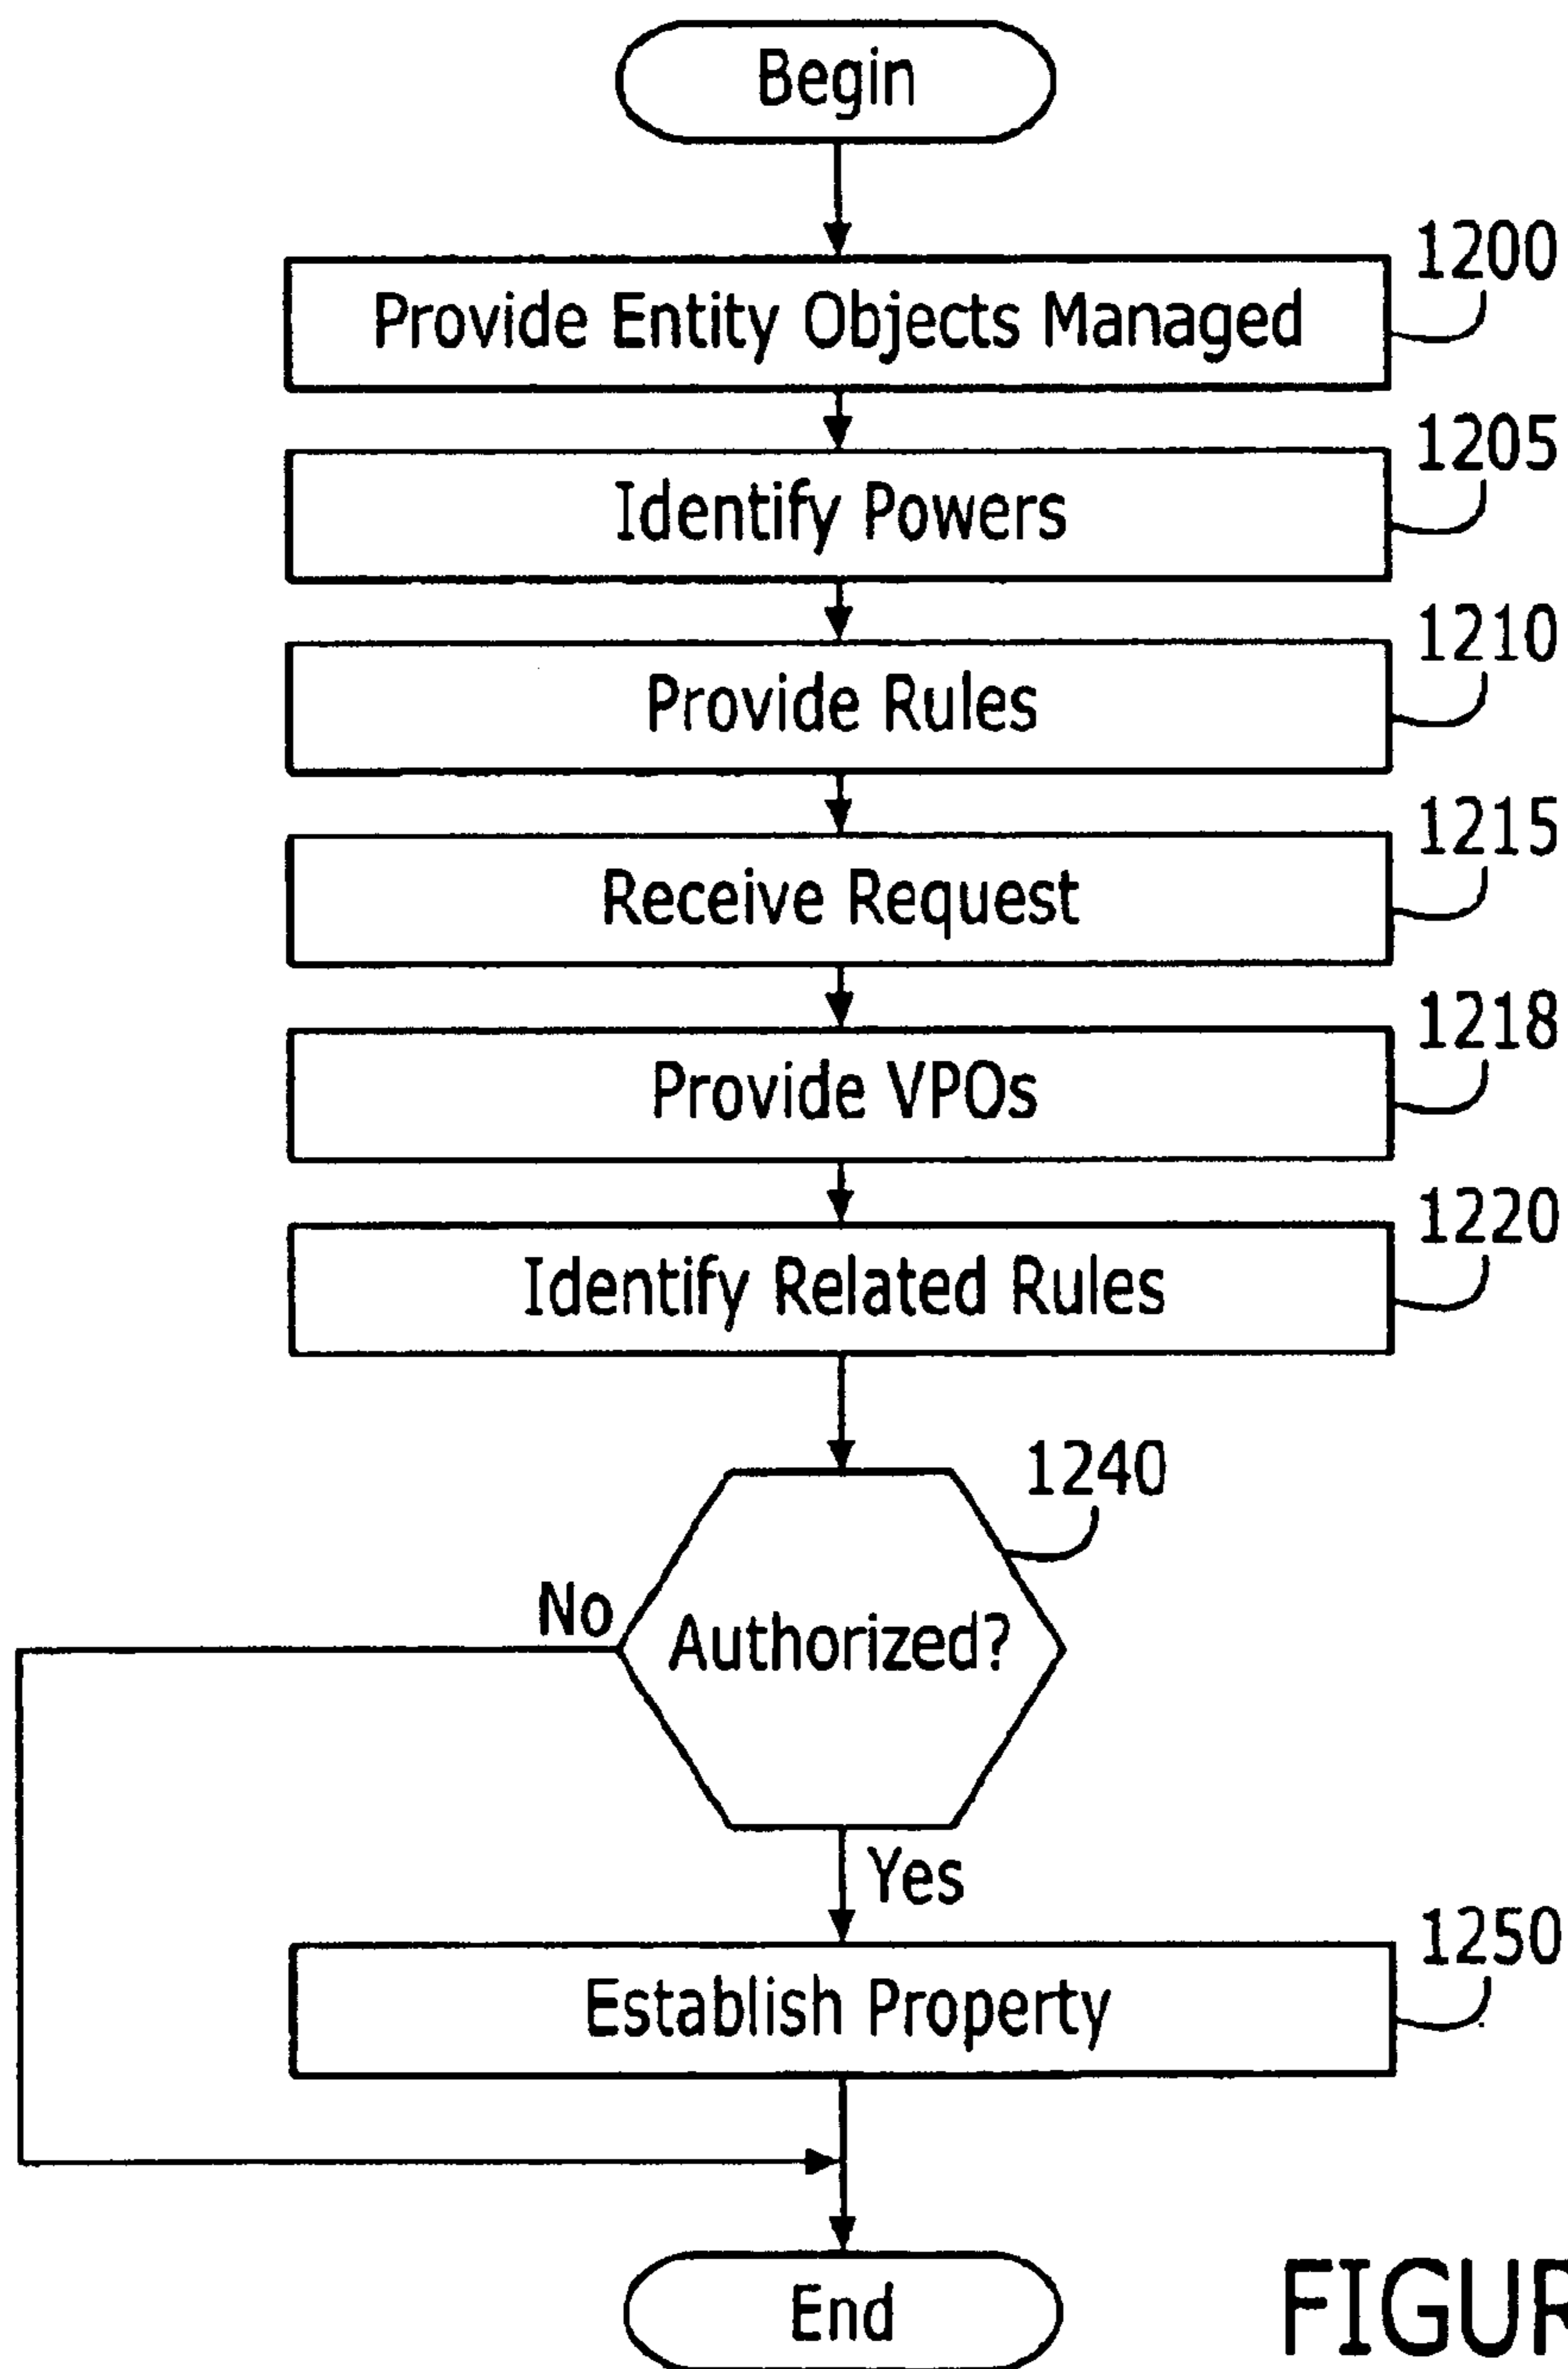 Begin
1200
Provide Entity Objects Managed
1205
Identify Powers
1210
Provide Rules
1215
Receive Request
1218
Provide VPOs
1220
Identify Related Rules
1240
No
Authorized?
Yes
1250
Establish Property
End